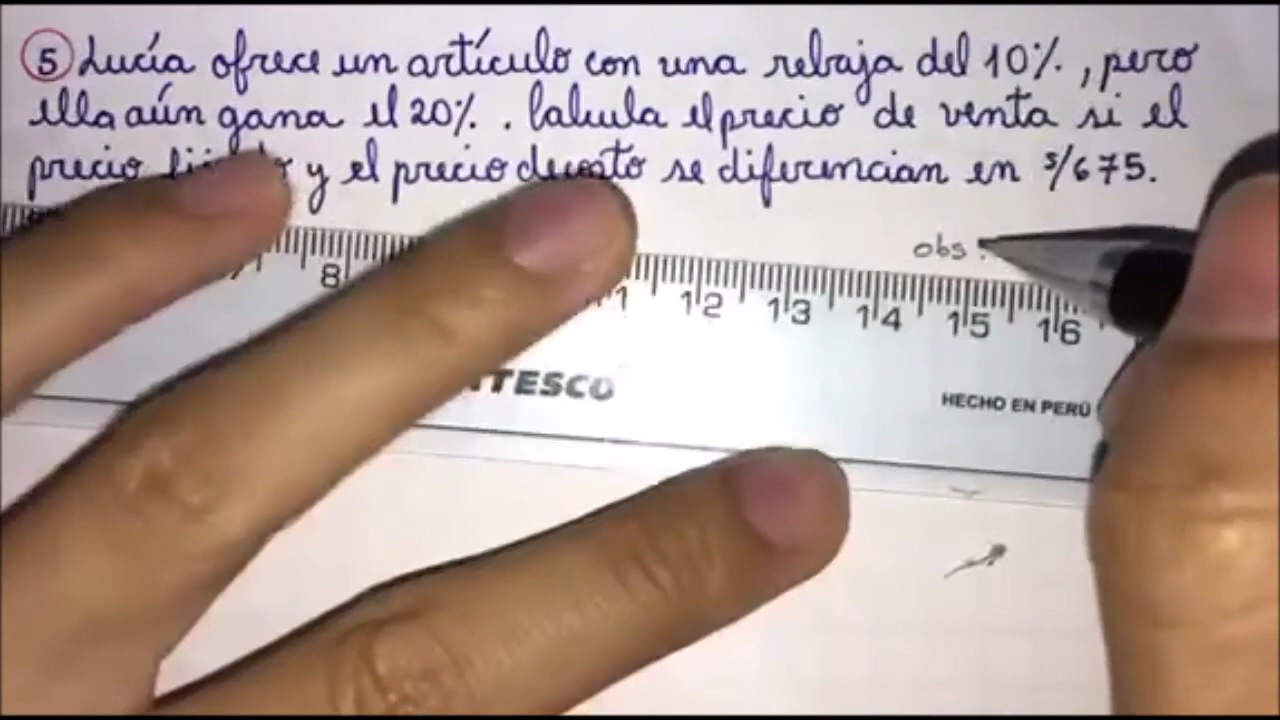 5 Lucía ofrece un artículo con una rebaja del 10%, pero
ella aún gana el 20%. Calcula el precio de venta si el
precio y el precio de costo se diferencian en s/675.
obs:
8 12 13 14 15 16
HECHO EN PERÚ